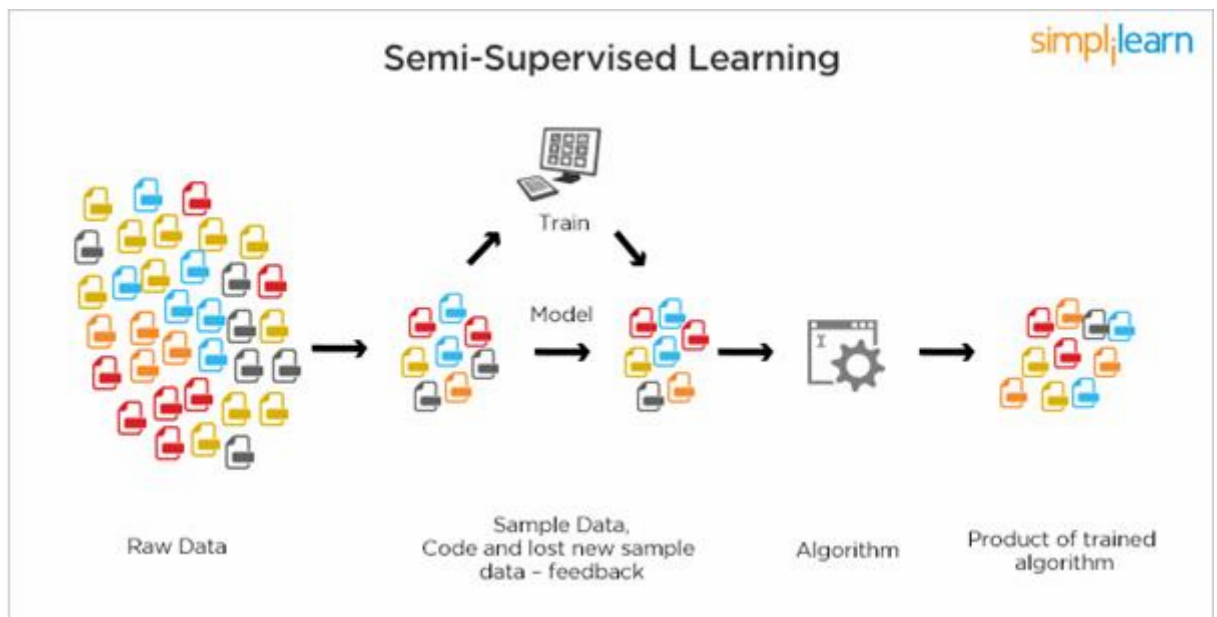 Semi-Supervised Learning
simplilearn
Train
Model
Raw Data
Sample Data,
Code and lost new sample
data – feedback
Algorithm
Product of trained
algorithm